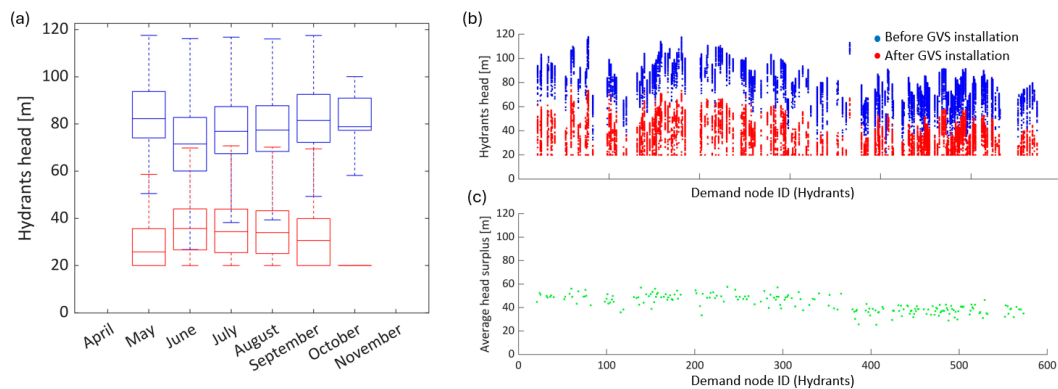 (a)
Hydrants head [m]
120
100
80
60
40
20
0
April
May
June
July
August
September
October
November
(b)
Hydrants head [m]
120
100
80
60
40
20
Before GVS installation
After GVS installation
Demand node ID (Hydrants)
(c)
Average head surplus [m]
120
100
80
60
40
20
0
0
100
200
300
400
500
600
Demand node ID (Hydrants)